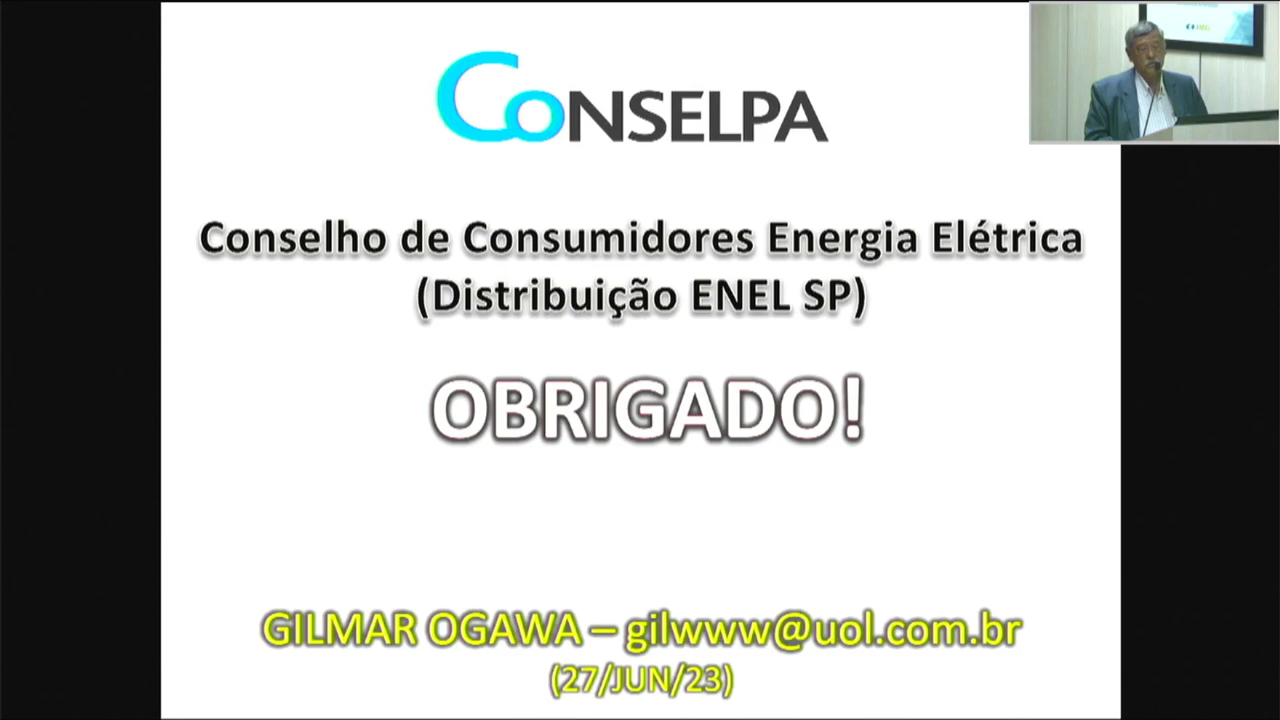 CONSELPA
Conselho de Consumidores Energia Elétrica
(Distribuição ENEL SP)
OBRIGADO!
GILMAR OGAWA – gilwww@uol.com.br
(27/JUN/23)